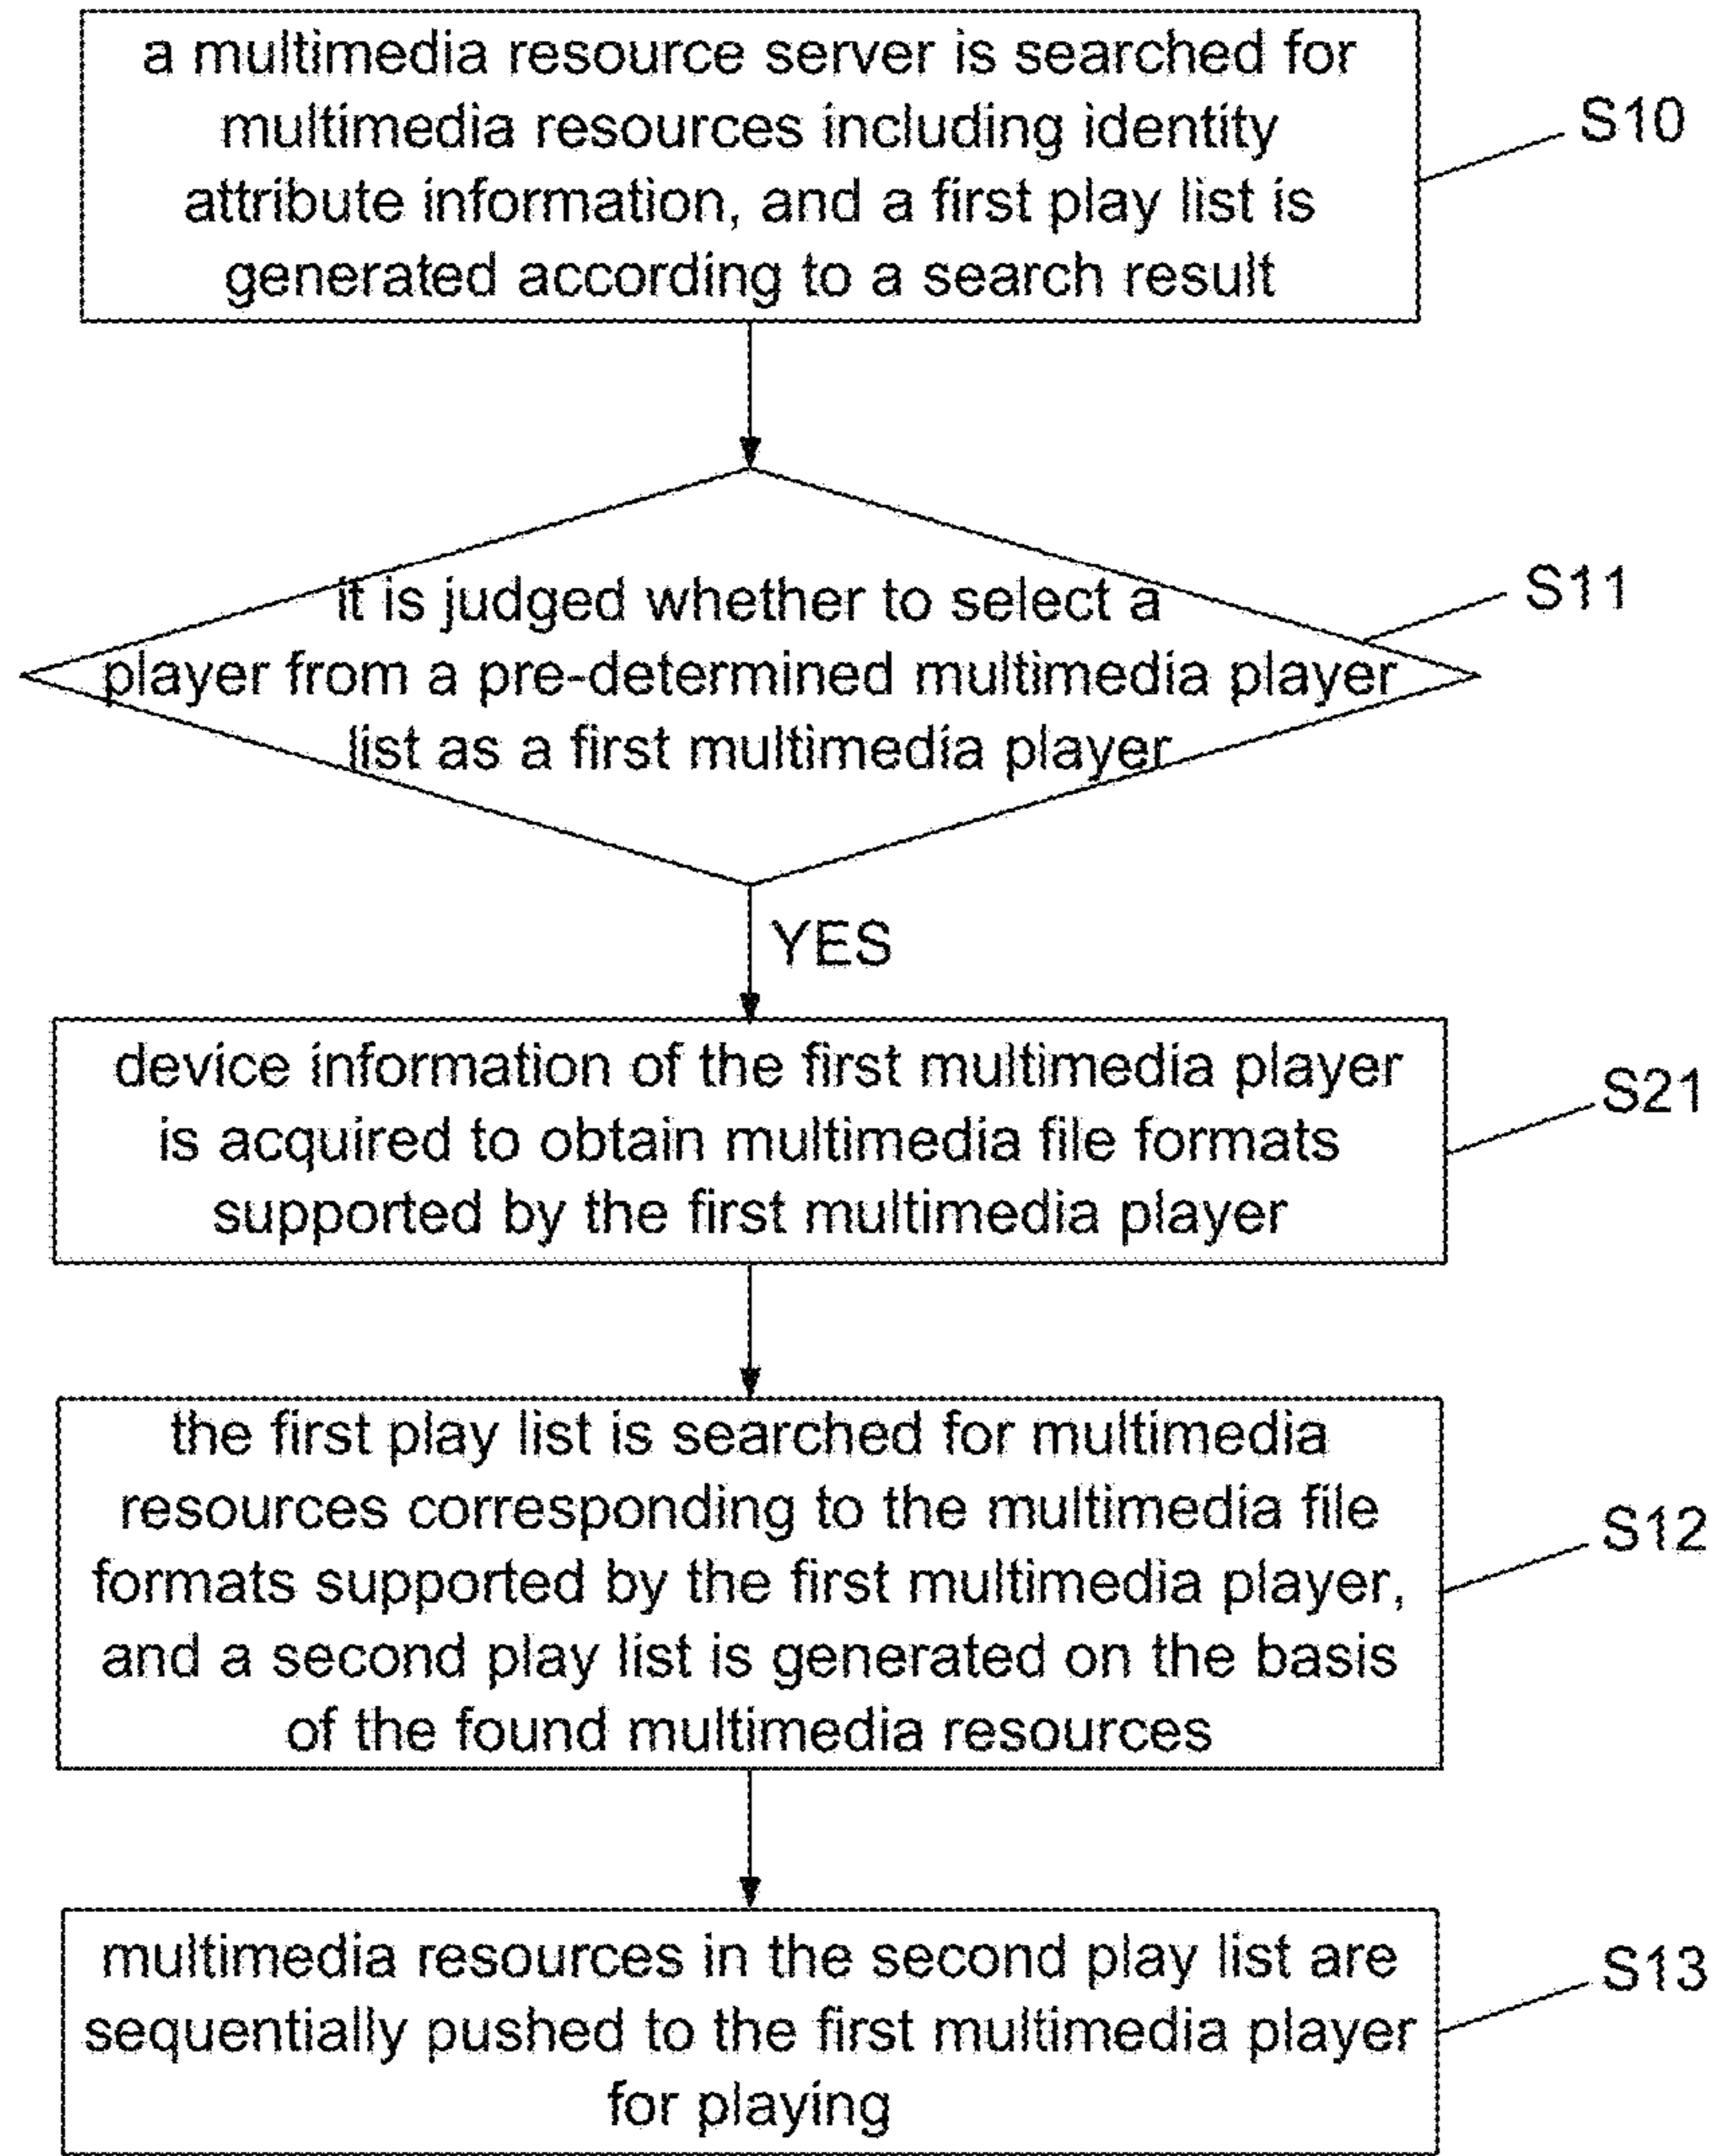 a multimedia resource server is searched for
multimedia resources including identity
attribute information, and a first play list is
generated according to a search result
S10
it is judged whether to select a
player from a pre-determined multimedia player
list as a first multimedia player
S11
YES
device information of the first multimedia player
is acquired to obtain multimedia file formats
supported by the first multimedia player
S21
the first play list is searched for multimedia
resources corresponding to the multimedia file
formats supported by the first multimedia player,
and a second play list is generated on the basis
of the found multimedia resources
S12
multimedia resources in the second play list are
sequentially pushed to the first multimedia player
for playing
S13